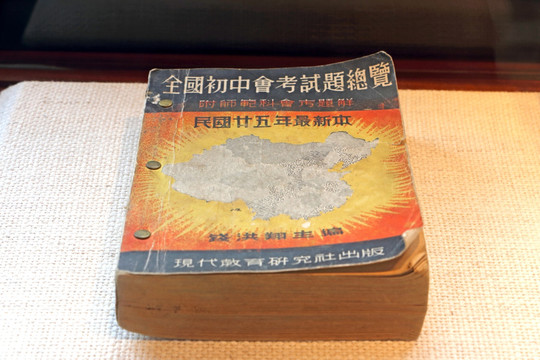 全國初中會考試題總覽
附師範科會考題解
民國廿五年最新本
錢洪翔主編
現代教育研究社出版